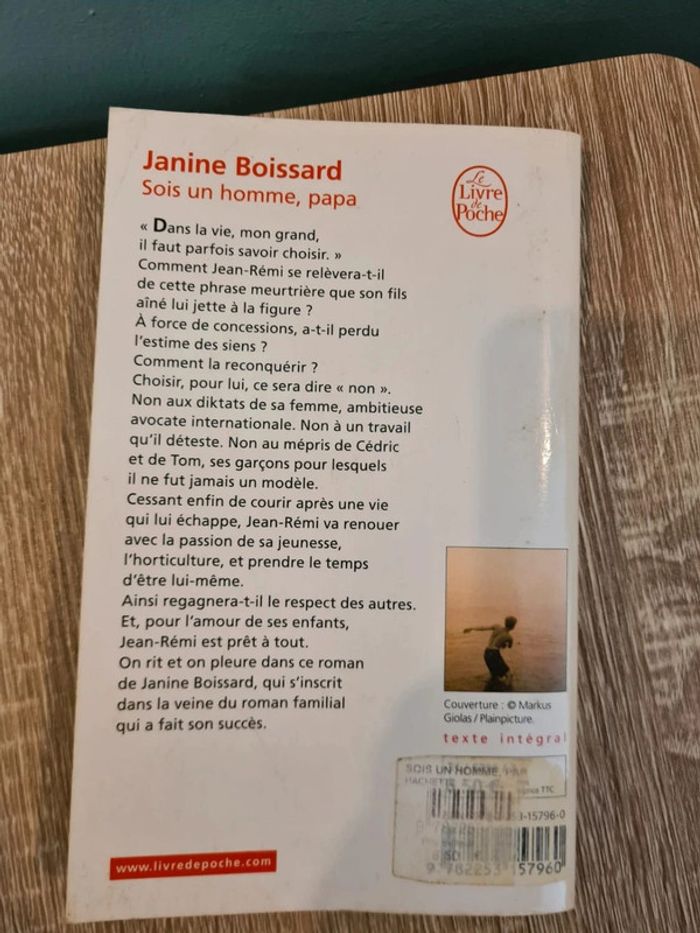 Janine Boissard
Sois un homme, papa
Le
Livre
de
Poche
« Dans la vie, mon grand,
il faut parfois savoir choisir. »
Comment Jean-Rémi se relèvera-t-il
de cette phrase meurtrière que son fils
aîné lui jette à la figure ?
À force de concessions, a-t-il perdu
l'estime des siens ?
Comment la reconquérir ?
Choisir, pour lui, ce sera dire « non ».
Non aux diktats de sa femme, ambitieuse
avocate internationale. Non à un travail
qu'il déteste. Non au mépris de Cédric
et de Tom, ses garçons pour lesquels
il ne fut jamais un modèle.
Cessant enfin de courir après une vie
qui lui échappe, Jean-Rémi va renouer
avec la passion de sa jeunesse,
l'horticulture, et prendre le temps
d'être lui-même.
Ainsi regagnera-t-il le respect des autres.
Et, pour l'amour de ses enfants,
Jean-Rémi est prêt à tout.
On rit et on pleure dans ce roman
de Janine Boissard, qui s'inscrit
dans la veine du roman familial
qui a fait son succès.
Couverture : © Markus
Giolas / Plainpicture.
texte intégral
SOIS UN HOMME, PAP
TTC
3-15796-0
9 782253 157960
www.livredepoche.com